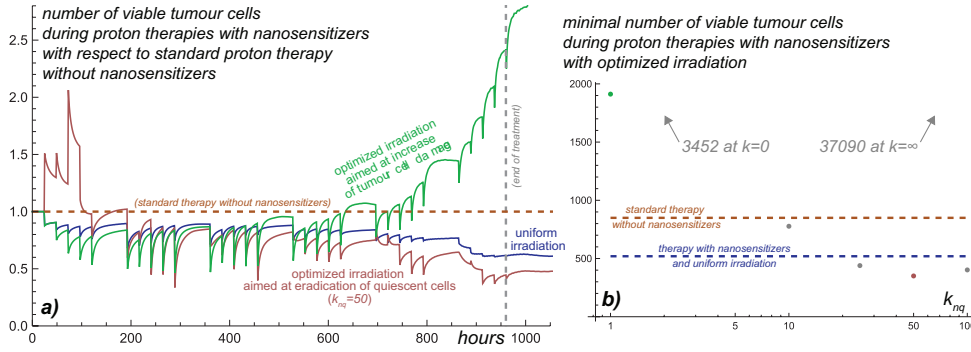 number of viable tumour cells
during proton therapies with nanosensitizers
with respect to standard proton therapy
without nanosensitizers
2.5
2.0
1.5
1.0
0.5
0.0
0
200
400
600
800
1000
hours
optimized irradiation
aimed at increase
of tumour cell damage
(standard therapy without nanosensitizers)
(end of treatment)
uniform
irradiation
optimized irradiation
aimed at eradication of quiescent cells
(knq=50)
a)
minimal number of viable tumour cells
during proton therapies with nanosensitizers
with optimized irradiation
2000
1500
1000
500
0
3452 at k=0
37090 at k=∞
standard therapy
without nanosensitizers
therapy with nanosensitizers
and uniform irradiation
b)
knq
1
5
10
50
100